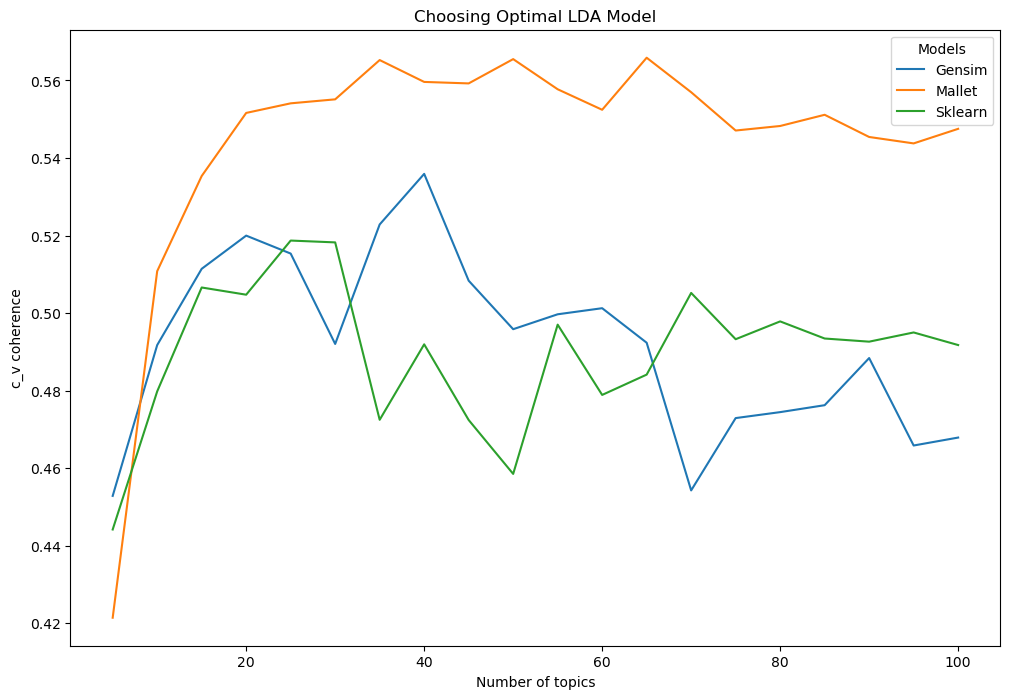 Choosing Optimal LDA Model
Models
Gensim
Mallet
Sklearn
c_v coherence
0.56
0.54
0.52
0.50
0.48
0.46
0.44
0.42
20 40 60 80 100
Number of topics